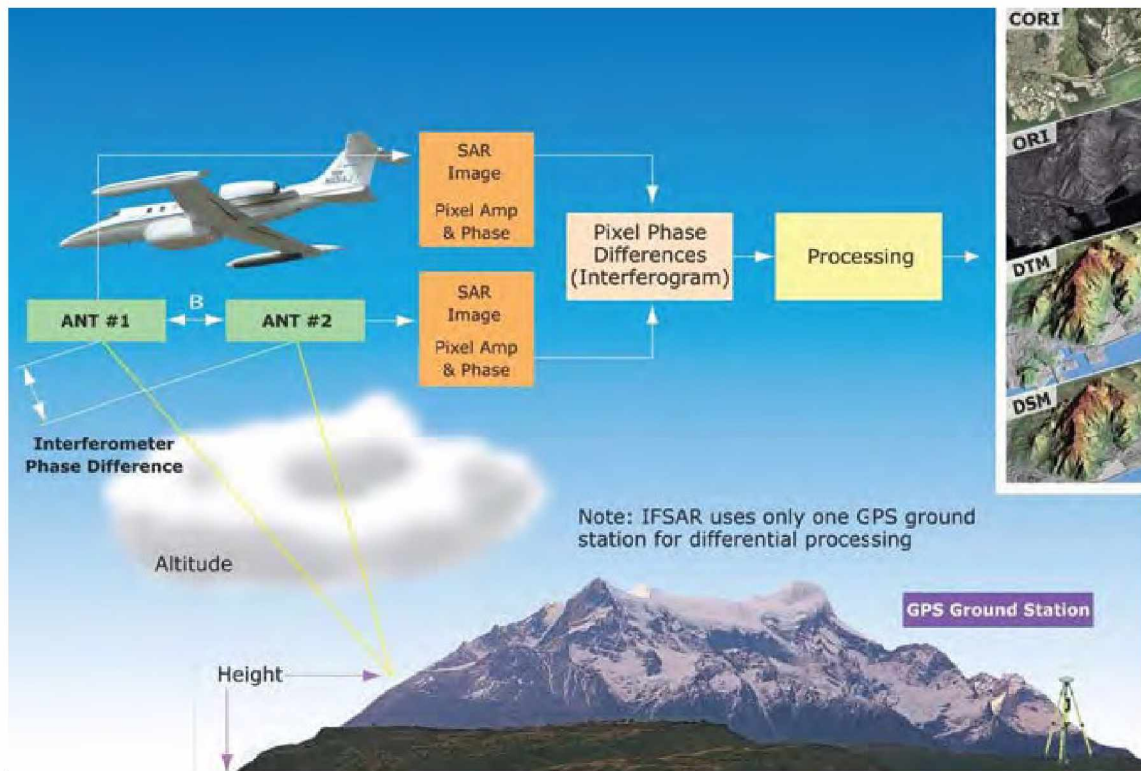 CORI
ORI
DTM
DSM
SAR
Image
Pixel Amp
& Phase
Pixel Phase
Differences
(Interferogram)
Processing
ANT #1
B
ANT #2
SAR
Image
Pixel Amp
& Phase
Interferometer
Phase Difference
Altitude
Note: IFSAR uses only one GPS ground
station for differential processing
GPS Ground Station
Height